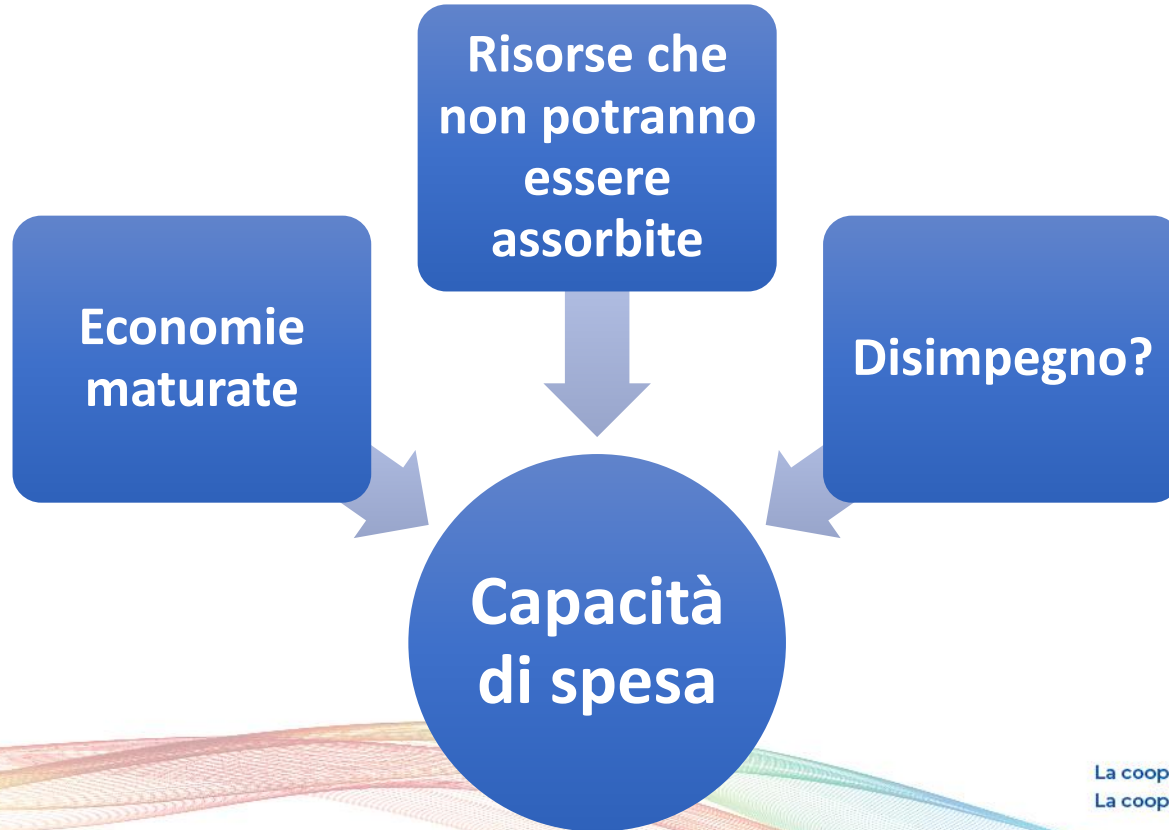 Risorse che
non potranno
essere
assorbite
Economie
maturate
Disimpegno?
Capacità
di spesa
La coop
La coop